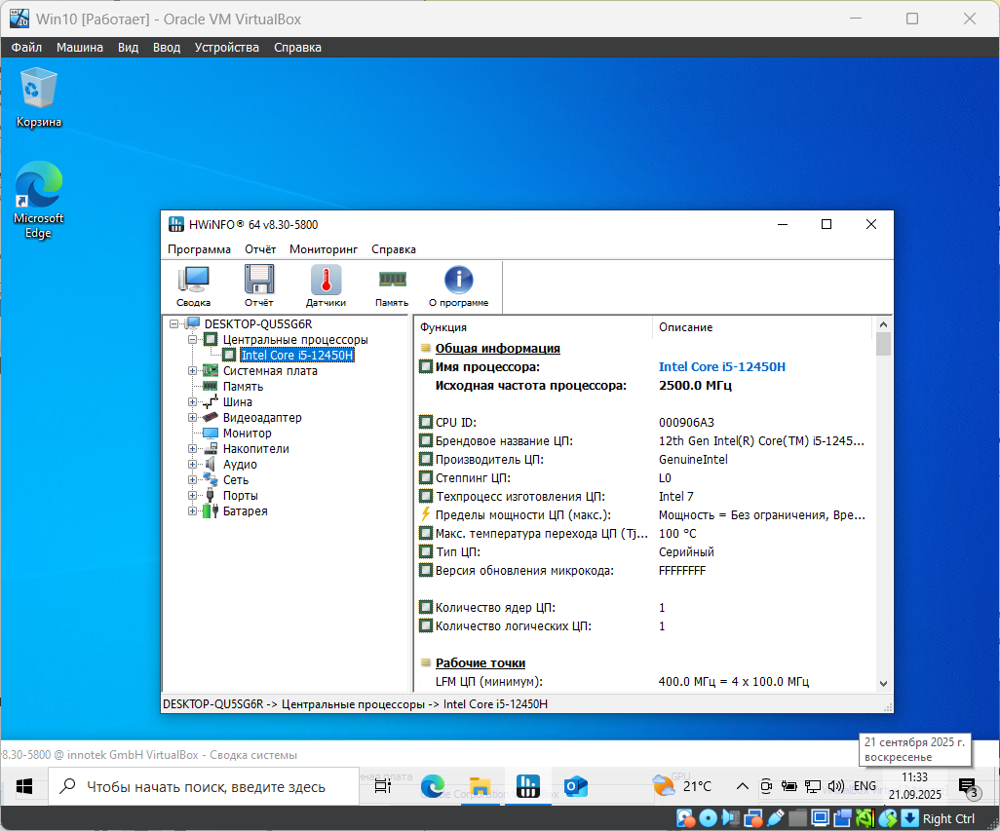 Win10 [Работает] - Oracle VM VirtualBox
Файл Машина Вид Ввод Устройства Справка
Корзина
Microsoft
Edge
HWiNFO® 64 v8.30-5800
Программа Отчёт Мониторинг Справка
Сводка Отчёт Датчики Память О программе
DESKTOP-QU5SG6R
Центральные процессоры
Intel Core i5-12450H
Системная плата
Память
Шина
Видеоадаптер
Монитор
Накопители
Аудио
Сеть
Порты
Батарея
Функция Описание
Общая информация
Имя процессора: Intel Core i5-12450H
Исходная частота процессора: 2500.0 МГц
CPU ID: 000906A3
Брендовое название ЦП: 12th Gen Intel(R) Core(TM) i5-1245...
Производитель ЦП: GenuineIntel
Степпинг ЦП: L0
Техпроцесс изготовления ЦП: Intel 7
Пределы мощности ЦП (макс.): Мощность = Без ограничения, Вре...
Макс. температура перехода ЦП (Tj... 100 °C
Тип ЦП: Серийный
Версия обновления микрокода: FFFFFFFF
Количество ядер ЦП: 1
Количество логических ЦП: 1
Рабочие точки
LFM ЦП (минимум): 400.0 МГц = 4 x 100.0 МГц
DESKTOP-QU5SG6R -> Центральные процессоры -> Intel Core i5-12450H
v8.30-5800 @ innotek GmbH VirtualBox - Сводка системы
21 сентября 2025 г.
воскресенье
Чтобы начать поиск, введите здесь
21°C
ENG
11:33
21.09.2025
3
Right Ctrl